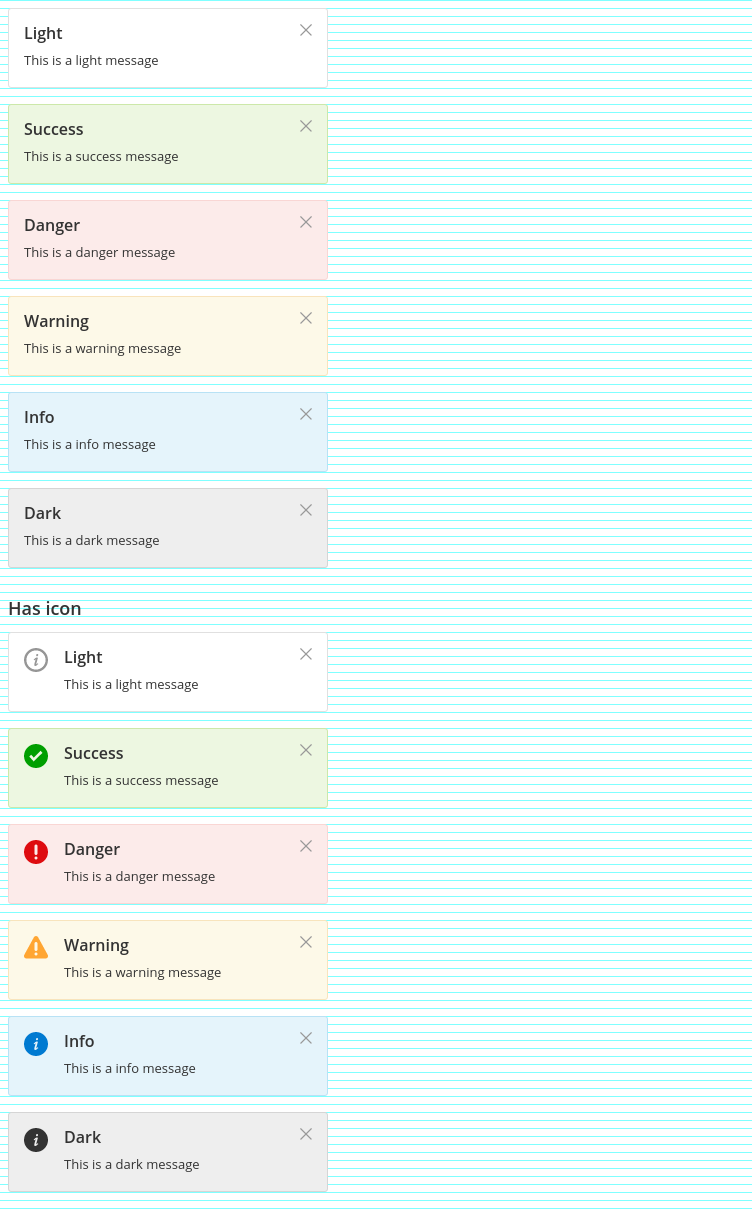 Light
This is a light message
Success
This is a success message
Danger
This is a danger message
Warning
This is a warning message
Info
This is a info message
Dark
This is a dark message
Has icon
Light
This is a light message
Success
This is a success message
Danger
This is a danger message
Warning
This is a warning message
Info
This is a info message
Dark
This is a dark message